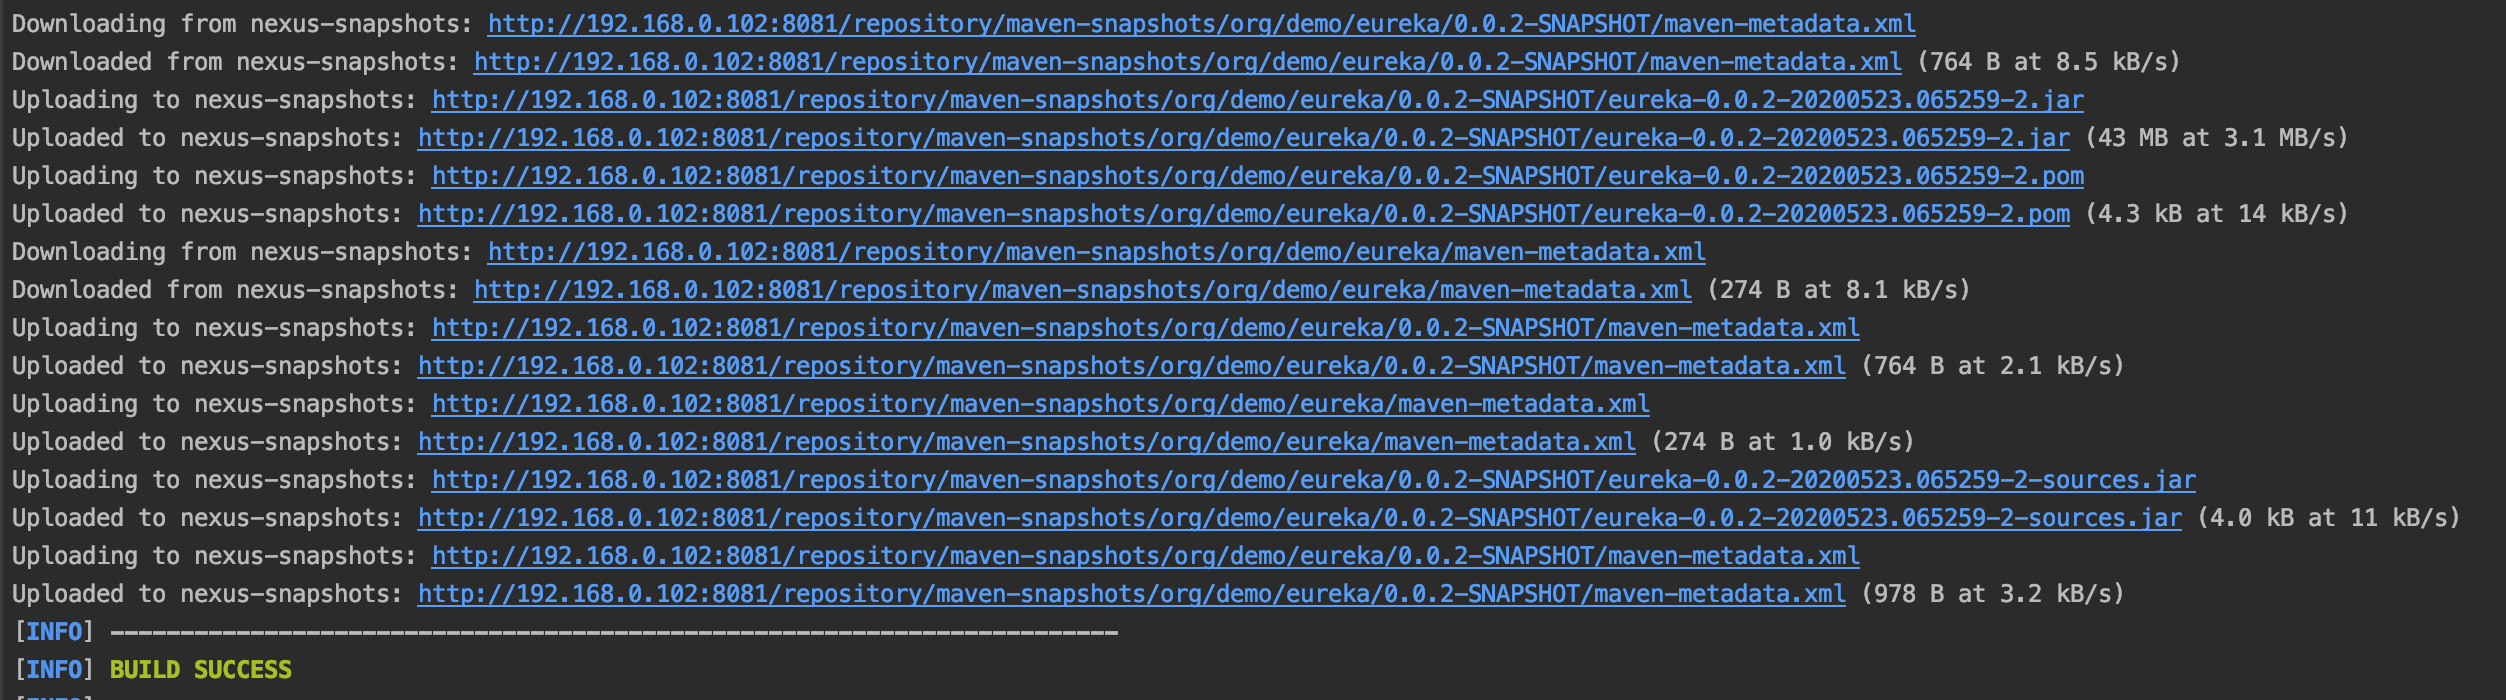 Downloading from nexus-snapshots: http://192.168.0.102:8081/repository/maven-snapshots/org/demo/eureka/0.0.2-SNAPSHOT/maven-metadata.xml
Downloaded from nexus-snapshots: http://192.168.0.102:8081/repository/maven-snapshots/org/demo/eureka/0.0.2-SNAPSHOT/maven-metadata.xml (764 B at 8.5 kB/s)
Uploading to nexus-snapshots: http://192.168.0.102:8081/repository/maven-snapshots/org/demo/eureka/0.0.2-SNAPSHOT/eureka-0.0.2-20200523.065259-2.jar
Uploaded to nexus-snapshots: http://192.168.0.102:8081/repository/maven-snapshots/org/demo/eureka/0.0.2-SNAPSHOT/eureka-0.0.2-20200523.065259-2.jar (43 MB at 3.1 MB/s)
Uploading to nexus-snapshots: http://192.168.0.102:8081/repository/maven-snapshots/org/demo/eureka/0.0.2-SNAPSHOT/eureka-0.0.2-20200523.065259-2.pom
Uploaded to nexus-snapshots: http://192.168.0.102:8081/repository/maven-snapshots/org/demo/eureka/0.0.2-SNAPSHOT/eureka-0.0.2-20200523.065259-2.pom (4.3 kB at 14 kB/s)
Downloading from nexus-snapshots: http://192.168.0.102:8081/repository/maven-snapshots/org/demo/eureka/maven-metadata.xml
Downloaded from nexus-snapshots: http://192.168.0.102:8081/repository/maven-snapshots/org/demo/eureka/maven-metadata.xml (274 B at 8.1 kB/s)
Uploading to nexus-snapshots: http://192.168.0.102:8081/repository/maven-snapshots/org/demo/eureka/0.0.2-SNAPSHOT/maven-metadata.xml
Uploaded to nexus-snapshots: http://192.168.0.102:8081/repository/maven-snapshots/org/demo/eureka/0.0.2-SNAPSHOT/maven-metadata.xml (764 B at 2.1 kB/s)
Uploading to nexus-snapshots: http://192.168.0.102:8081/repository/maven-snapshots/org/demo/eureka/maven-metadata.xml
Uploaded to nexus-snapshots: http://192.168.0.102:8081/repository/maven-snapshots/org/demo/eureka/maven-metadata.xml (274 B at 1.0 kB/s)
Uploading to nexus-snapshots: http://192.168.0.102:8081/repository/maven-snapshots/org/demo/eureka/0.0.2-SNAPSHOT/eureka-0.0.2-20200523.065259-2-sources.jar
Uploaded to nexus-snapshots: http://192.168.0.102:8081/repository/maven-snapshots/org/demo/eureka/0.0.2-SNAPSHOT/eureka-0.0.2-20200523.065259-2-sources.jar (4.0 kB at 11 kB/s)
Uploading to nexus-snapshots: http://192.168.0.102:8081/repository/maven-snapshots/org/demo/eureka/0.0.2-SNAPSHOT/maven-metadata.xml
Uploaded to nexus-snapshots: http://192.168.0.102:8081/repository/maven-snapshots/org/demo/eureka/0.0.2-SNAPSHOT/maven-metadata.xml (978 B at 3.2 kB/s)
[INFO] ------------------------------------------------------------------------
[INFO] BUILD SUCCESS